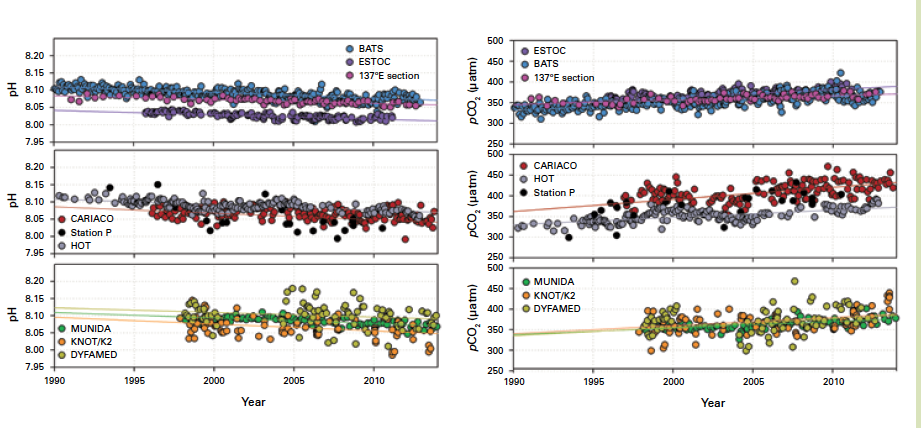 8.20
8.15
8.10
8.05
8.00
7.95
pH
BATS
ESTOC
137°E section
8.20
8.15
8.10
8.05
8.00
7.95
pH
CARIACO
Station P
HOT
8.20
8.15
8.10
8.05
8.00
7.95
pH
MUNIDA
KNOT/K2
DYFAMED
1990 1995 2000 2005 2010
Year
500
450
400
350
300
250
pCO2 (µatm)
ESTOC
BATS
137°E section
500
450
400
350
300
250
pCO2 (µatm)
CARIACO
HOT
Station P
500
450
400
350
300
250
pCO2 (µatm)
MUNIDA
KNOT/K2
DYFAMED
1990 1995 2000 2005 2010
Year